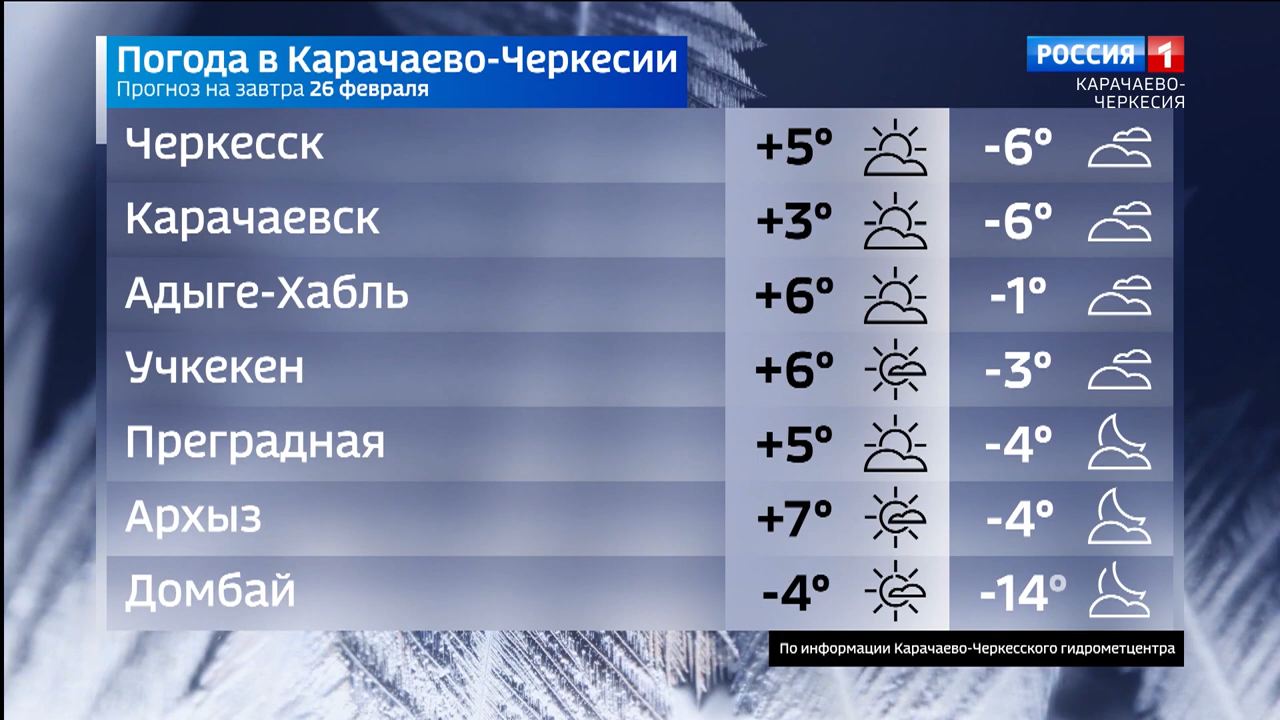 Погода в Карачаево-Черкесии
Прогноз на завтра 26 февраля
РОССИЯ 1
КАРАЧАЕВО-
ЧЕРКЕСИЯ
Черкесск +5° -6°
Карачаевск +3° -6°
Адыге-Хабль +6° -1°
Учкекен +6° -3°
Преградная +5° -4°
Архыз +7° -4°
Домбай -4° -14°
По информации Карачаево-Черкесского гидрометцентра